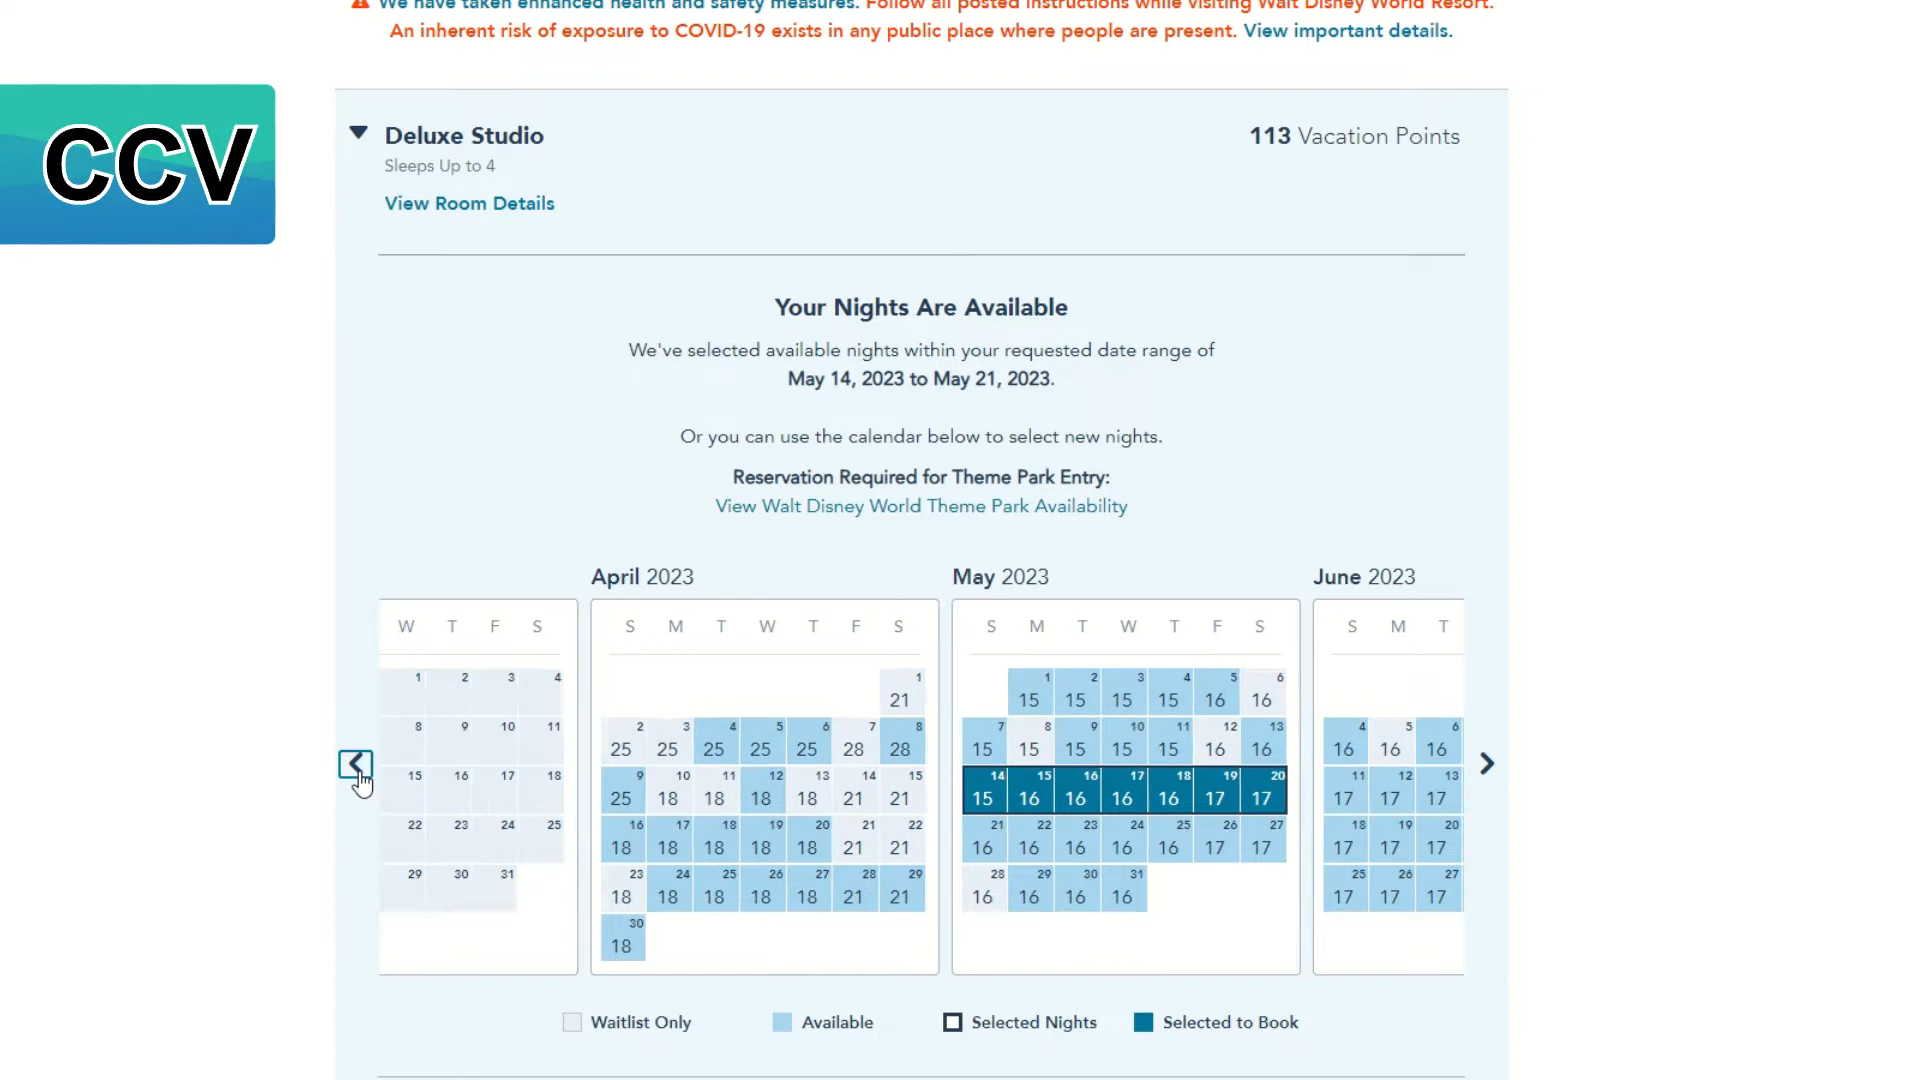 We have taken enhanced health and safety measures. Follow all posted instructions while visiting Walt Disney World Resort.
An inherent risk of exposure to COVID-19 exists in any public place where people are present. View important details.
CCV
Deluxe Studio
113 Vacation Points
Sleeps Up to 4
View Room Details
Your Nights Are Available
We've selected available nights within your requested date range of
May 14, 2023 to May 21, 2023.
Or you can use the calendar below to select new nights.
Reservation Required for Theme Park Entry:
View Walt Disney World Theme Park Availability
W T F S
1 2 3 4
8 9 10 11
15 16 17 18
22 23 24 25
29 30 31
April 2023
S M T W T F S
1
21
2 3 4 5 6 7 8
25 25 25 25 25 28 28
9 10 11 12 13 14 15
25 18 18 18 18 21 21
16 17 18 19 20 21 22
18 18 18 18 18 21 21
23 24 25 26 27 28 29
18 18 18 18 18 21 21
30
18
May 2023
S M T W T F S
1 2 3 4 5 6
15 15 15 15 16 16
7 8 9 10 11 12 13
15 15 15 15 15 16 16
14 15 16 17 18 19 20
15 16 16 16 16 17 17
21 22 23 24 25 26 27
16 16 16 16 16 17 17
28 29 30 31
16 16 16 16
June 2023
S M T
4 5 6
16 16 16
11 12 13
17 17 17
18 19 20
17 17 17
25 26 27
17 17 17
Waitlist Only
Available
Selected Nights
Selected to Book